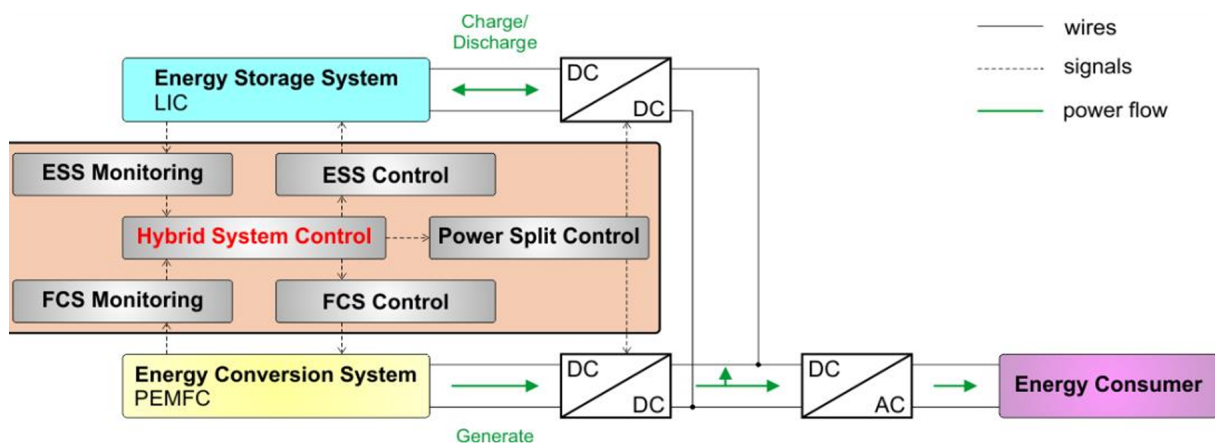 Charge/
Discharge
wires
signals
power flow
Energy Storage System
LIC
DC
DC
ESS Monitoring
ESS Control
Hybrid System Control
Power Split Control
FCS Monitoring
FCS Control
Energy Conversion System
PEMFC
DC
DC
DC
AC
Energy Consumer
Generate